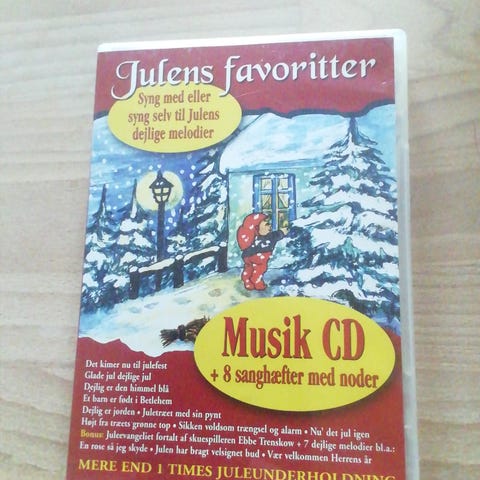 Julens favoritter
Syng med eller
syng selv til Julens
dejlige melodier
Musik CD
+ 8 sanghæfter med noder
Det kimer nu til julefest
Glade jul dejlige jul
Dejlig er den himmel blå
Et barn er født i Betlehem
Dejlig er jorden • Juletræet med sin pynt
Højt fra træets grønne top • Sikken voldsom trængsel og alarm • Nu' det jul igen
Bonus: Juleevangeliet fortalt af skuespilleren Ebbe Trenskow + 7 dejlige melodier bl.a.:
En rose så jeg skyde • Julen har bragt velsignet bud • Vær velkommen Herrens år
MERE END 1 TIMES JULEUNDERHOLDNING